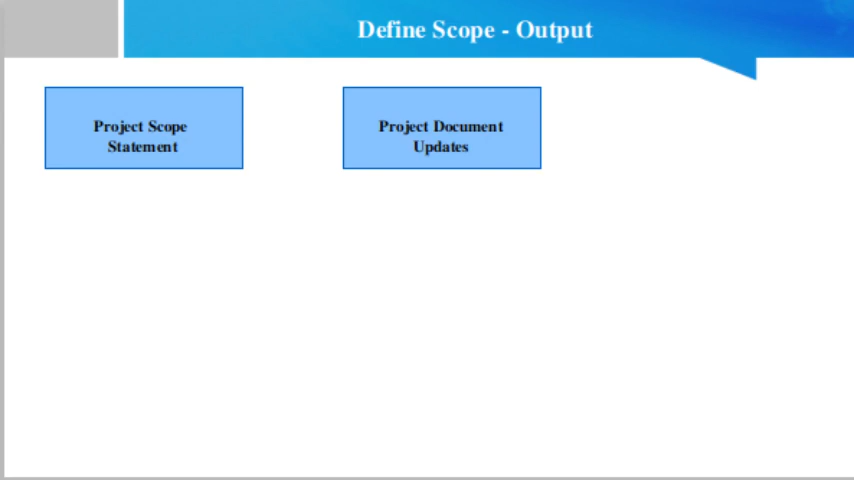 Define Scope - Output
Project Scope
Statement
Project Document
Updates